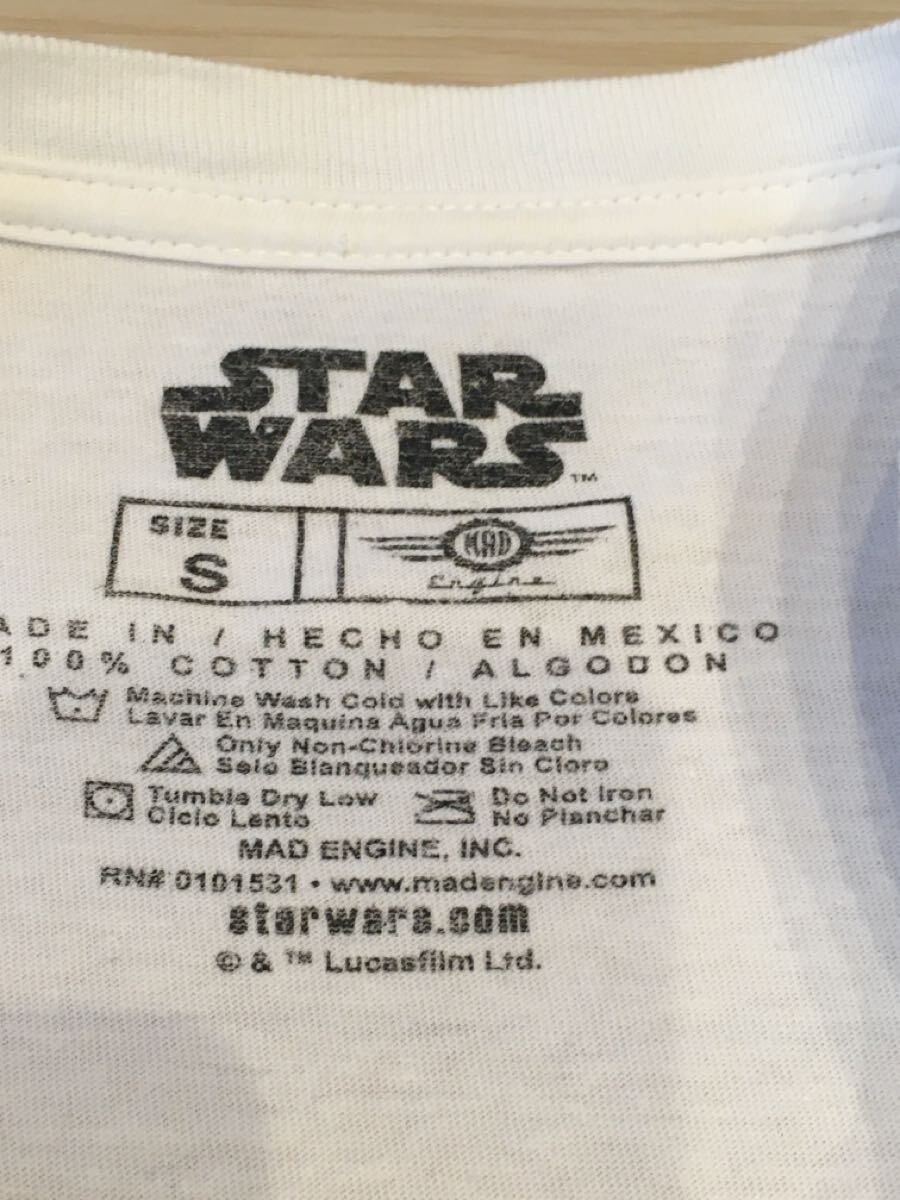 STAR
WARS™
SIZE
S
MAD
Engine
ADE IN / HECHO EN MEXICO
100% COTTON / ALGODON
Machine Wash Cold with Like Colors
Lavar En Maquina Agua Fria Por Colores
Only Non-Chlorine Bleach
Solo Blanqueador Sin Cloro
Tumble Dry Low
Ciclo Lento
Do Not Iron
No Planchar
MAD ENGINE, INC.
RN# 0101531 • www.madengine.com
starwars.com
© & ™ Lucasfilm Ltd.